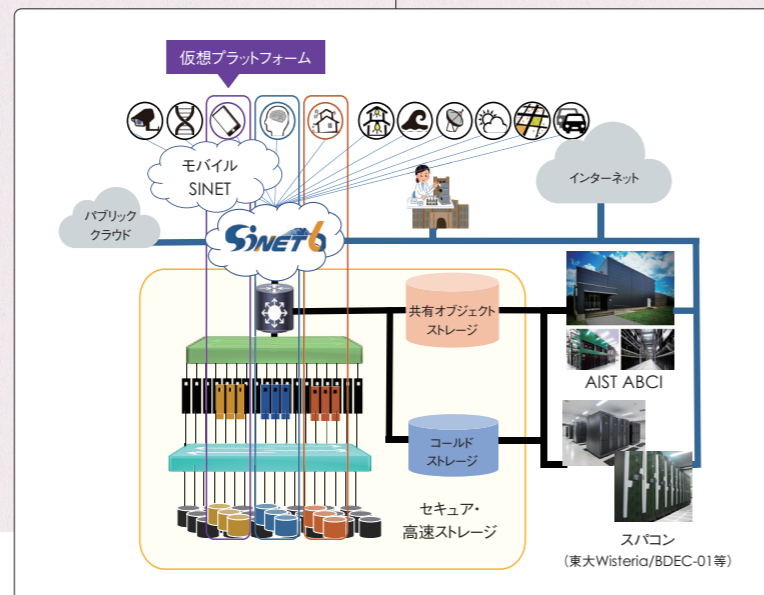 仮想プラットフォーム
モバイル
SINET
パブリック
クラウド
SINET6
インターネット
共有オブジェクト
ストレージ
AIST ABCI
コールド
ストレージ
セキュア・
高速ストレージ
スパコン
（東大Wisteria/BDEC-01等）